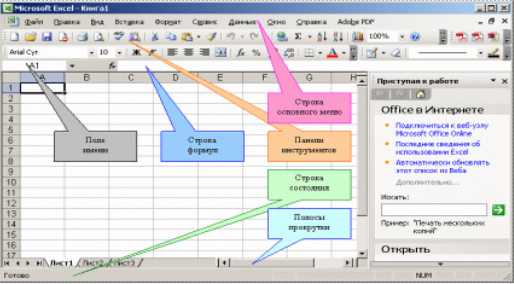 Microsoft Excel - Книга1
Файл Правка Вид Вставка Формат Сервис Данные Окно Справка Adobe PDF
100%
Arial Cyr 10 Ж К
A1 fx
A B C D E F G H
Приступая к работе
1
2
3
4
5
6
7
8
9
10
11
12
13
14
15
16
17
Строка
основного меню
Поле
имени
Строка
формул
Панели
инструментов
Строка
состояния
Полосы
прокрутки
Office в Интернете
Подключиться к веб-узлу
Microsoft Office Online
Последние сведения об
использовании Excel
Автоматически обновлять
этот список из Веба
Дополнительно...
Искать:
Пример: "Печать нескольких
копий"
Открыть
Лист1 Лист2 Лист3
Готово NUM